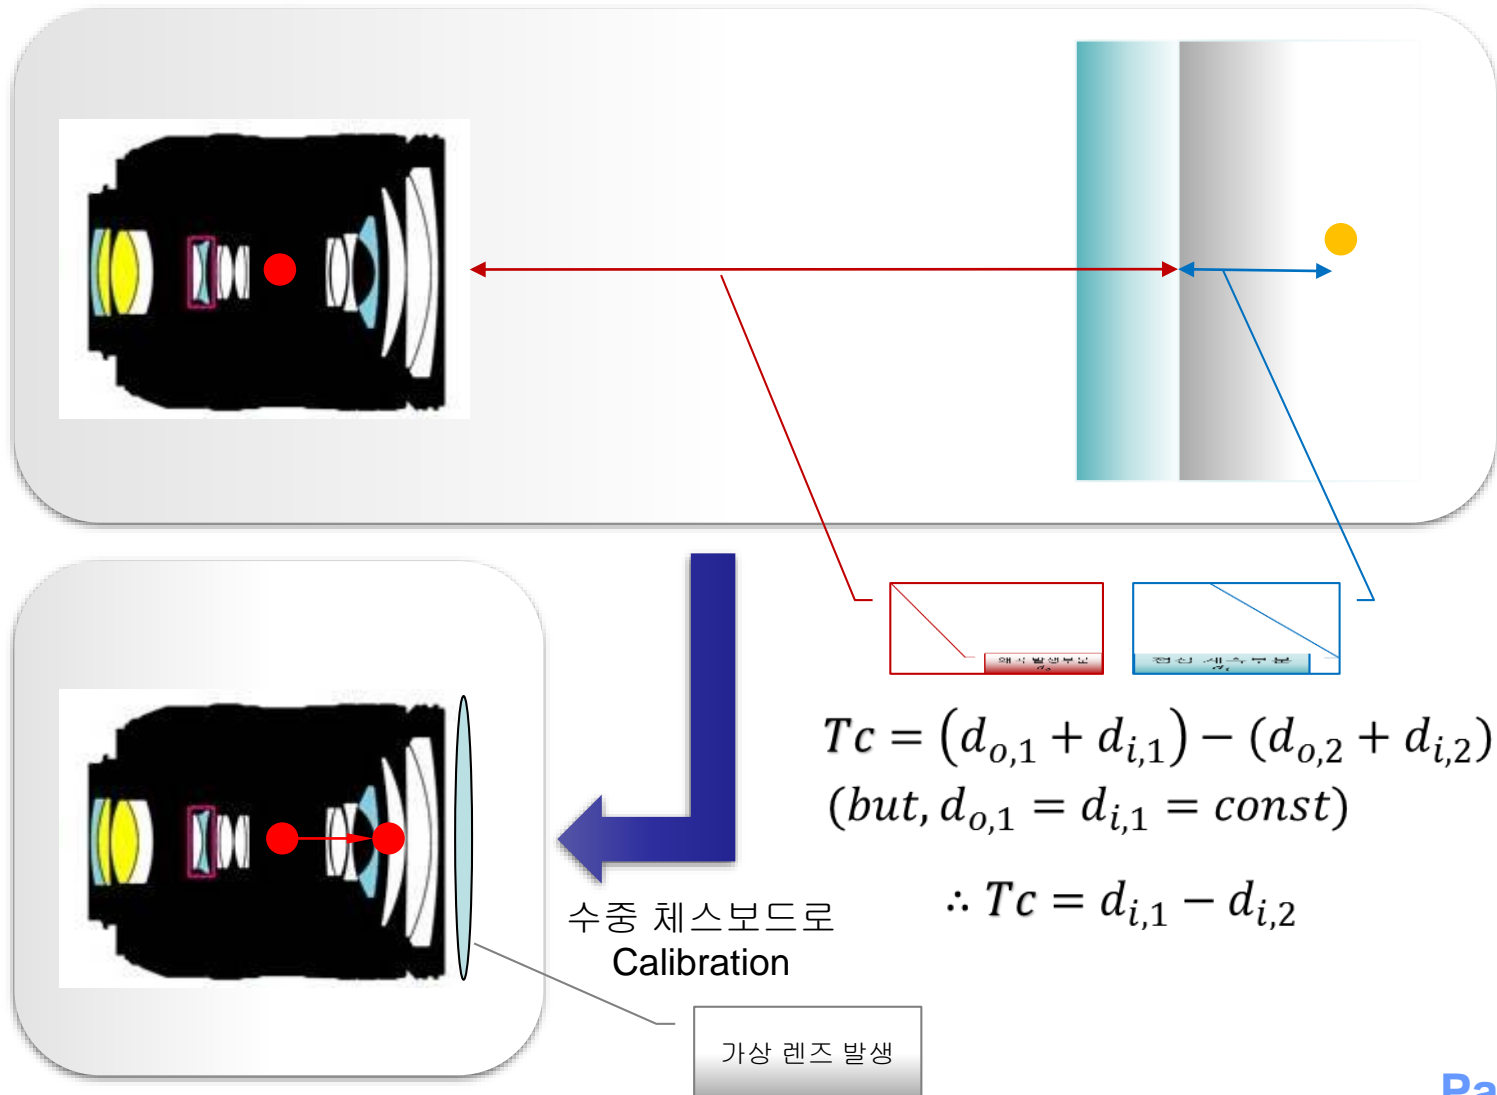 Tc = (d_{o,1} + d_{i,1}) − (d_{o,2} + d_{i,2})
(but, d_{o,1} = d_{i,1} = const)
∴ Tc = d_{i,1} − d_{i,2}
수중 체스보드로
Calibration
가상 렌즈 발생
Pa